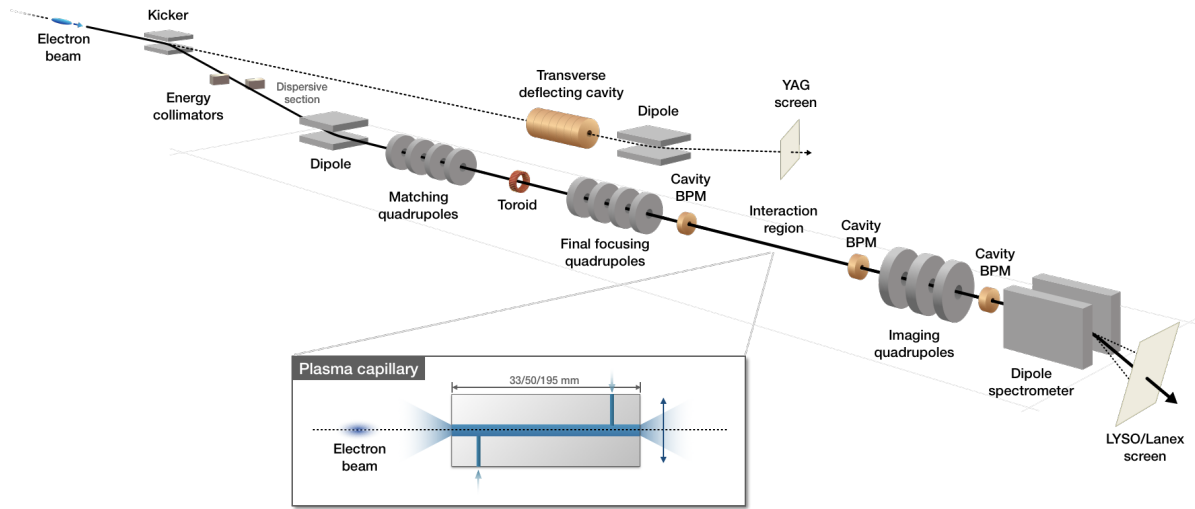 Kicker
Electron
beam
Energy
collimators
Dispersive
section
Dipole
Transverse
deflecting cavity
Dipole
YAG
screen
Matching
quadrupoles
Toroid
Final focusing
quadrupoles
Cavity
BPM
Interaction
region
Cavity
BPM
Imaging
quadrupoles
Cavity
BPM
Dipole
spectrometer
LYSO/Lanex
screen
Plasma capillary
33/50/195 mm
Electron
beam